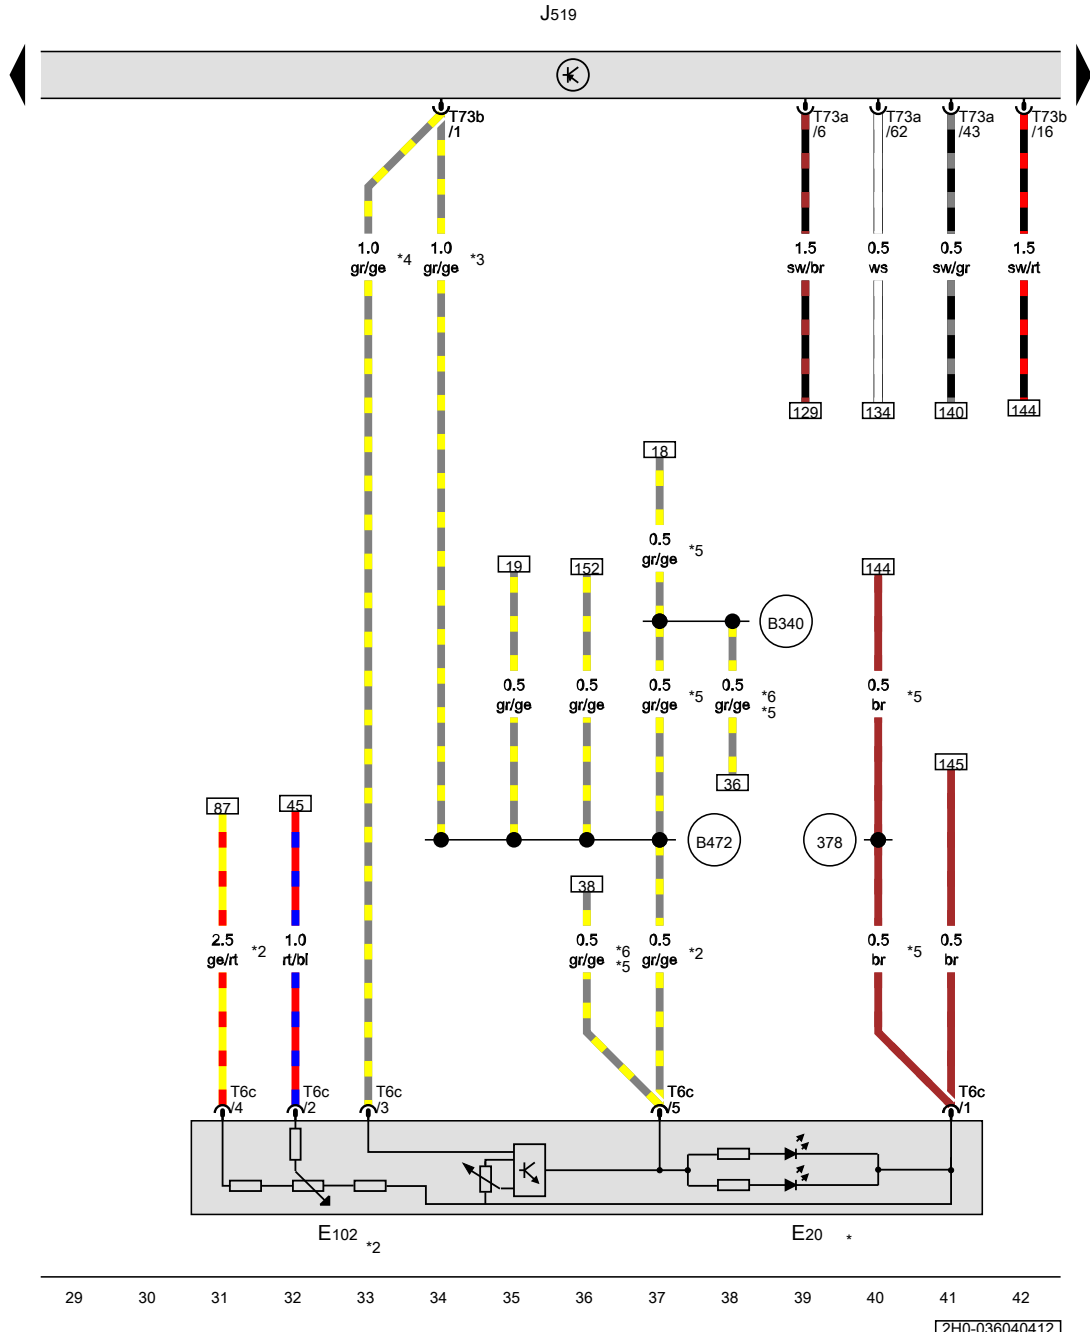 J519
T73b
/1
T73a
/6
T73a
/62
T73a
/43
T73b
/16
1.0
gr/ge
*4
1.0
gr/ge
*3
1.5
sw/br
0.5
ws
0.5
sw/gr
1.5
sw/rt
129
134
140
144
18
0.5
gr/ge
*5
19
152
144
B340
0.5
gr/ge
0.5
gr/ge
0.5
gr/ge
*5
0.5
gr/ge
*6
*5
0.5
br
*5
36
145
87
45
B472
378
38
2.5
ge/rt
*2
1.0
rt/bl
0.5
gr/ge
*6
*5
0.5
gr/ge
*2
0.5
br
*5
0.5
br
T6c
/4
T6c
/2
T6c
/3
T6c
/5
T6c
/1
E102
*2
E20
*
29 30 31 32 33 34 35 36 37 38 39 40 41 42
2H0-036040412